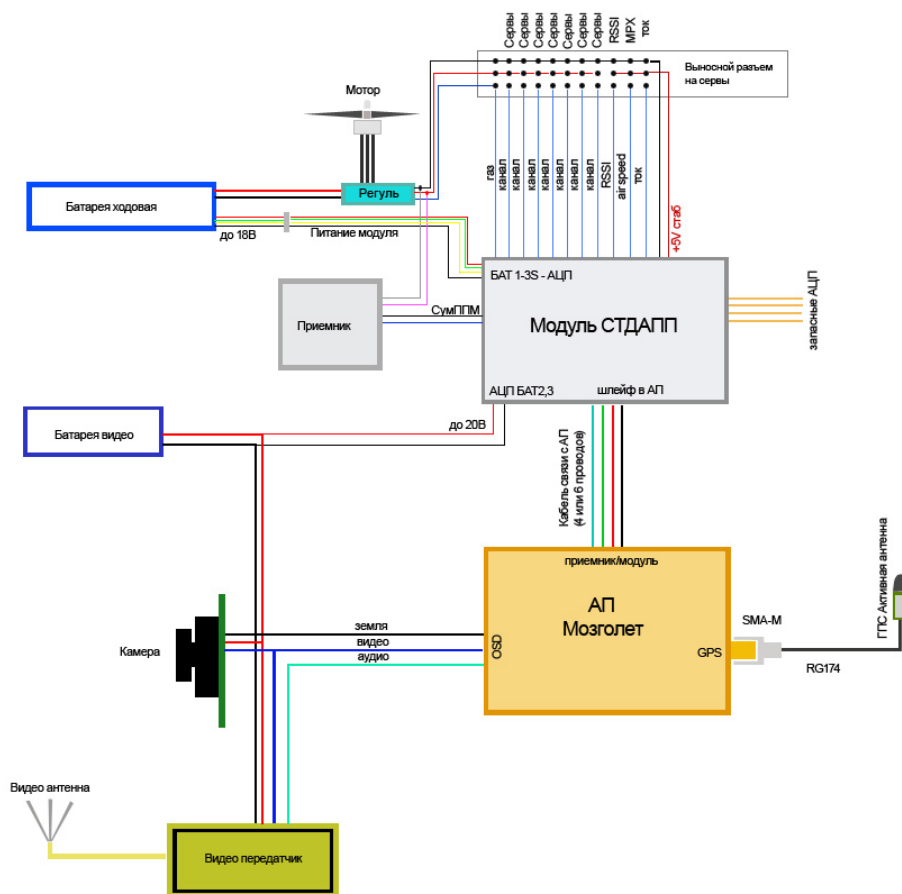 Сервы
Сервы
Сервы
Сервы
Сервы
Сервы
Сервы
RSSI
MPX
ток
Выносной разъем
на сервы
Мотор
газ
канал
канал
канал
канал
канал
канал
канал
RSSI
air speed
ток
+5V стаб
Батарея ходовая
Регуль
до 18В
Питание модуля
БАТ 1-3S - АЦП
Приемник
СумППМ
Модуль СТДАПП
запасные АЦП
АЦП БАТ2,3
шлейф в АП
Батарея видео
до 20В
Кабель связи с АП
(4 или 6 проводов)
приемник/модуль
АП
Мозголет
ГПС Активная антенна
SMA-M
земля
видео
аудио
OSD
GPS
Камера
RG174
Видео антенна
Видео передатчик